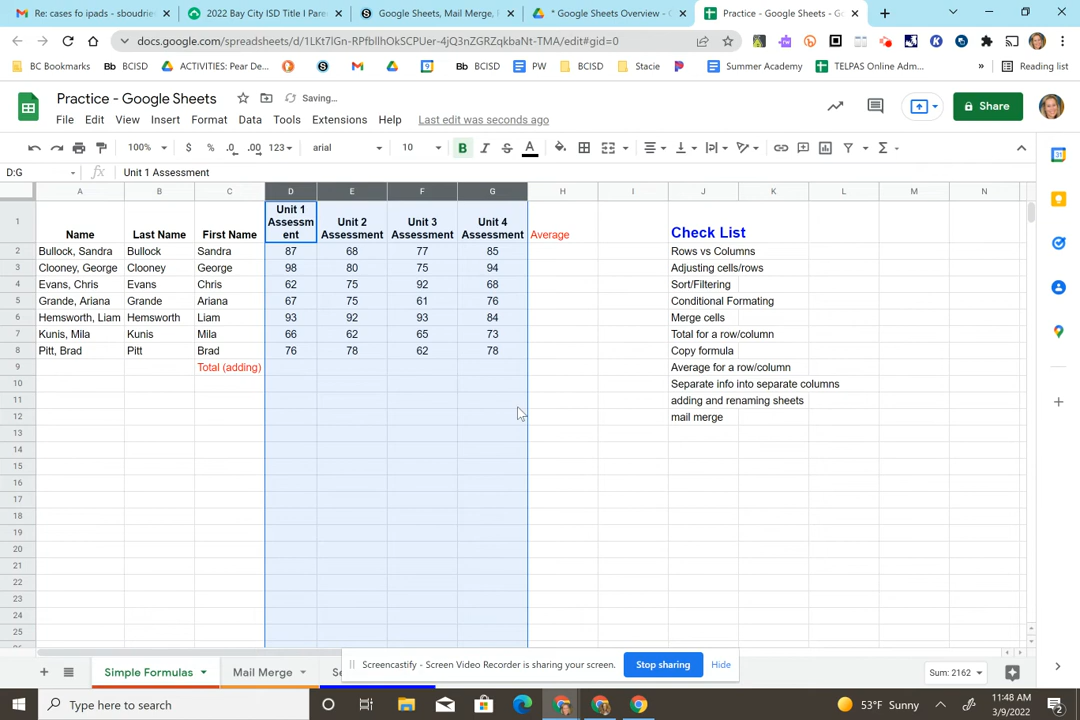 Re: cases fo ipads - sboudrie
2022 Bay City ISD Title I Pare
Google Sheets, Mail Merge,
* Google Sheets Overview -
Practice - Google Sheets - G
docs.google.com/spreadsheets/d/1LKt7lGn-RPfbllhOkSCPUer-4jQ3nZGRZqkbaNt-TMA/edit#gid=0
BC Bookmarks
Bb BCISD
ACTIVITIES: Pear De...
Bb BCISD
PW
BCISD
Stacie
Summer Academy
TELPAS Online Adm...
»
Reading list
Practice - Google Sheets
Saving...
File Edit View Insert Format Data Tools Extensions Help Last edit was seconds ago
Share
100% $ % .0 .00 123 arial 10 B I S A Σ
D:G fx Unit 1 Assessment
A B C D E F G H I J K L M N
1 Name Last Name First Name Unit 1 Assessm ent Unit 2 Assessment Unit 3 Assessment Unit 4 Assessment Average Check List
2 Bullock, Sandra Bullock Sandra 87 68 77 85 Rows vs Columns
3 Clooney, George Clooney George 98 80 75 94 Adjusting cells/rows
4 Evans, Chris Evans Chris 62 75 92 68 Sort/Filtering
5 Grande, Ariana Grande Ariana 67 75 61 76 Conditional Formating
6 Hemsworth, Liam Hemsworth Liam 93 92 93 84 Merge cells
7 Kunis, Mila Kunis Mila 66 62 65 73 Total for a row/column
8 Pitt, Brad Pitt Brad 76 78 62 78 Copy formula
9 Total (adding) Average for a row/column
10 Separate info into separate columns
11 adding and renaming sheets
12 mail merge
13
14
15
16
17
18
19
20
21
22
23
24
25
Simple Formulas
Mail Merge
Se
Screencastify - Screen Video Recorder is sharing your screen.
Stop sharing
Hide
Sum: 2162
Type here to search
53°F Sunny
11:48 AM
3/9/2022
2